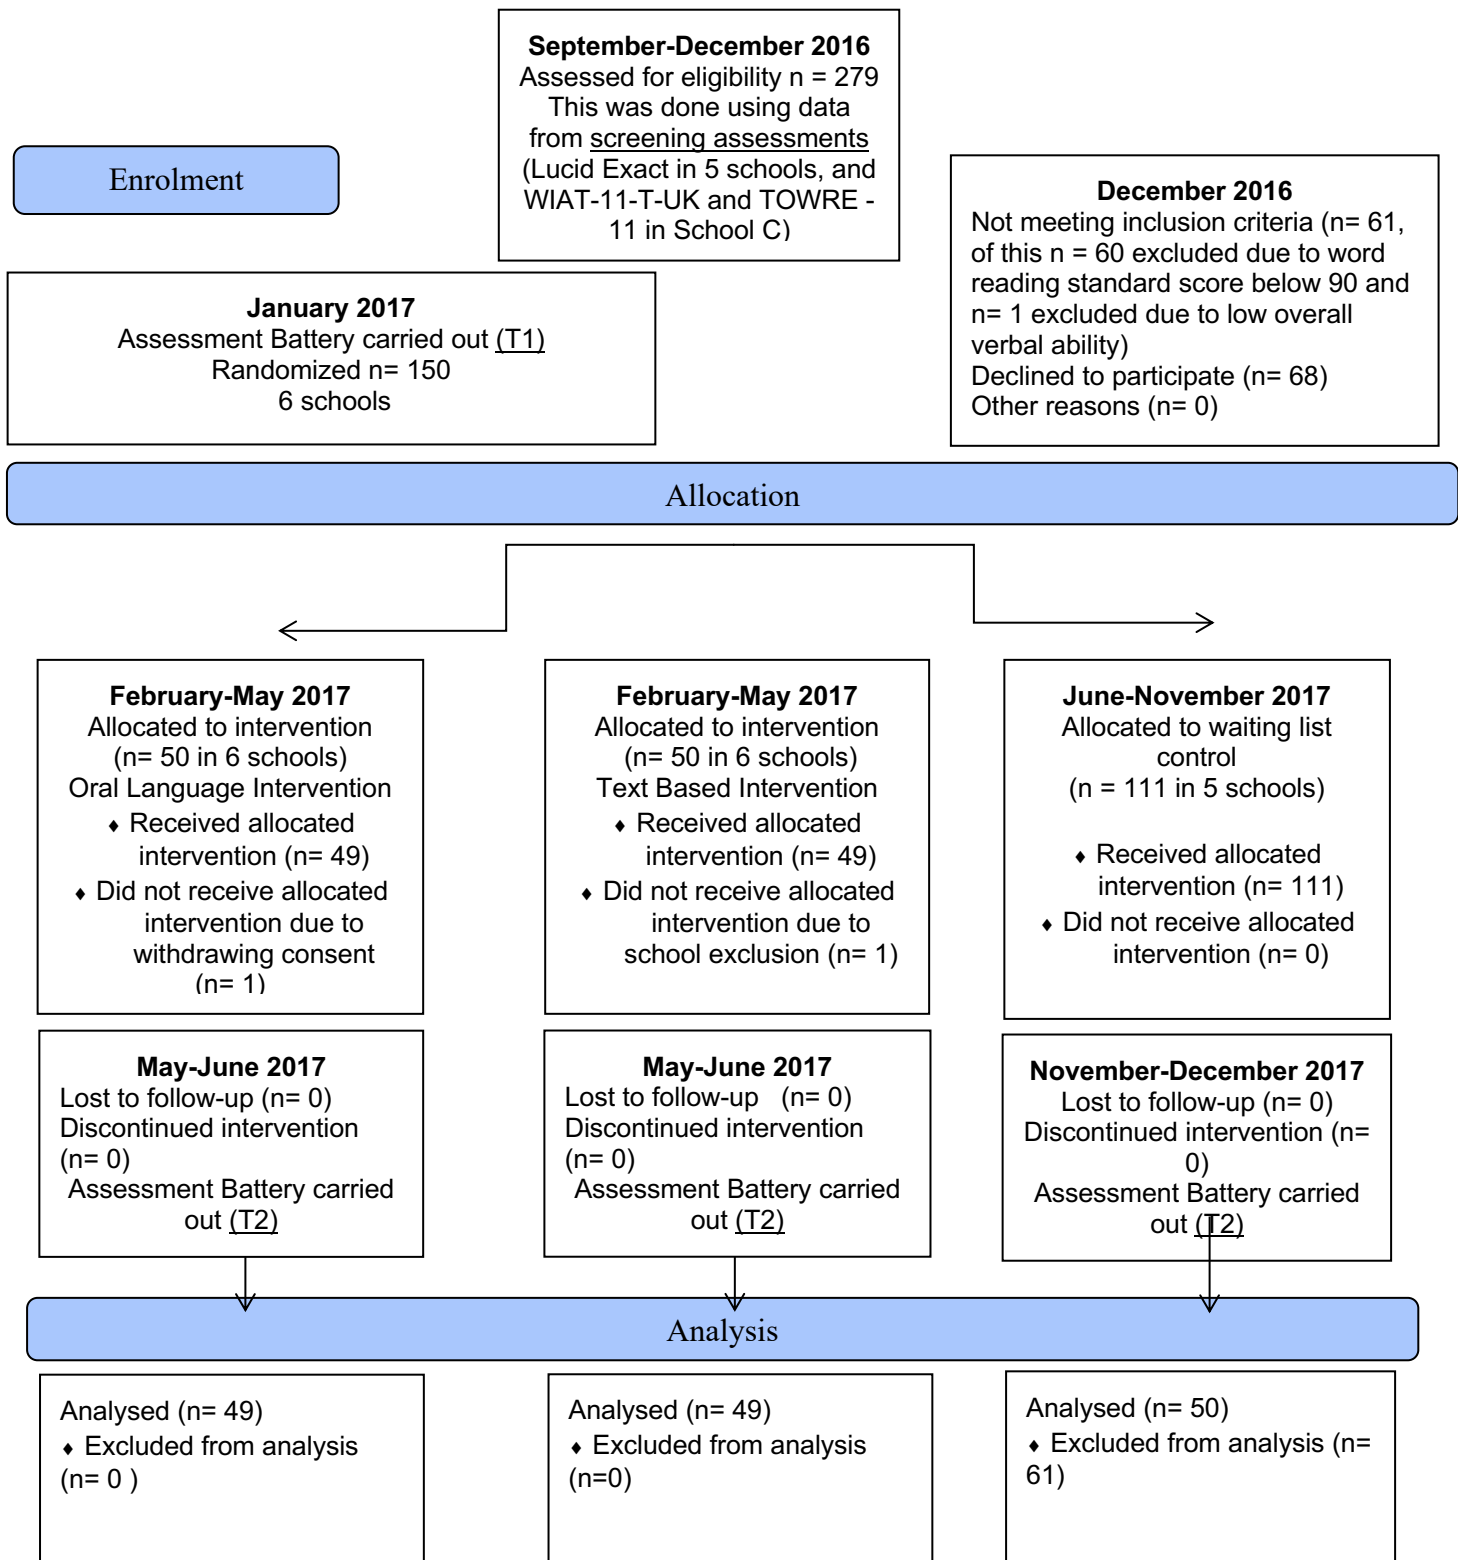 September-December 2016
Assessed for eligibility n = 279
This was done using data
from screening assessments
(Lucid Exact in 5 schools, and
WIAT-11-T-UK and TOWRE -
11 in School C)
Enrolment
December 2016
Not meeting inclusion criteria (n= 61,
of this n = 60 excluded due to word
reading standard score below 90 and
n= 1 excluded due to low overall
verbal ability)
Declined to participate (n= 68)
Other reasons (n= 0)
January 2017
Assessment Battery carried out (T1)
Randomized n= 150
6 schools
Allocation
February-May 2017
Allocated to intervention
(n= 50 in 6 schools)
Oral Language Intervention
♦ Received allocated
intervention (n= 49)
♦ Did not receive allocated
intervention due to
withdrawing consent
(n= 1)
February-May 2017
Allocated to intervention
(n= 50 in 6 schools)
Text Based Intervention
♦ Received allocated
intervention (n= 49)
♦ Did not receive allocated
intervention due to
school exclusion (n= 1)
June-November 2017
Allocated to waiting list
control
(n = 111 in 5 schools)
♦ Received allocated
intervention (n= 111)
♦ Did not receive allocated
intervention (n= 0)
May-June 2017
Lost to follow-up (n= 0)
Discontinued intervention
(n= 0)
Assessment Battery carried
out (T2)
May-June 2017
Lost to follow-up (n= 0)
Discontinued intervention
(n= 0)
Assessment Battery carried
out (T2)
November-December 2017
Lost to follow-up (n= 0)
Discontinued intervention (n=
0)
Assessment Battery carried
out (T2)
Analysis
Analysed (n= 49)
♦ Excluded from analysis
(n= 0 )
Analysed (n= 49)
♦ Excluded from analysis
(n=0)
Analysed (n= 50)
♦ Excluded from analysis (n=
61)